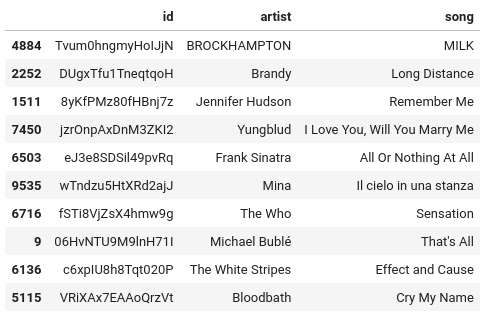 id artist song
4884 Tvum0hngmyHoIJjN BROCKHAMPTON MILK
2252 DUgxTfu1TneqtqoH Brandy Long Distance
1511 8yKfPMz80fHBnj7z Jennifer Hudson Remember Me
7450 jzrOnpAxDnM3ZKI2 Yungblud I Love You, Will You Marry Me
6503 eJ3e8SDSil49pvRq Frank Sinatra All Or Nothing At All
9535 wTndzu5HtXRd2ajJ Mina Il cielo in una stanza
6716 fSTi8VjZsX4hmw9g The Who Sensation
9 06HvNTU9M9lnH71I Michael Bublé That's All
6136 c6xpIU8h8Tqt020P The White Stripes Effect and Cause
5115 VRiXAx7EAAoQrzVt Bloodbath Cry My Name